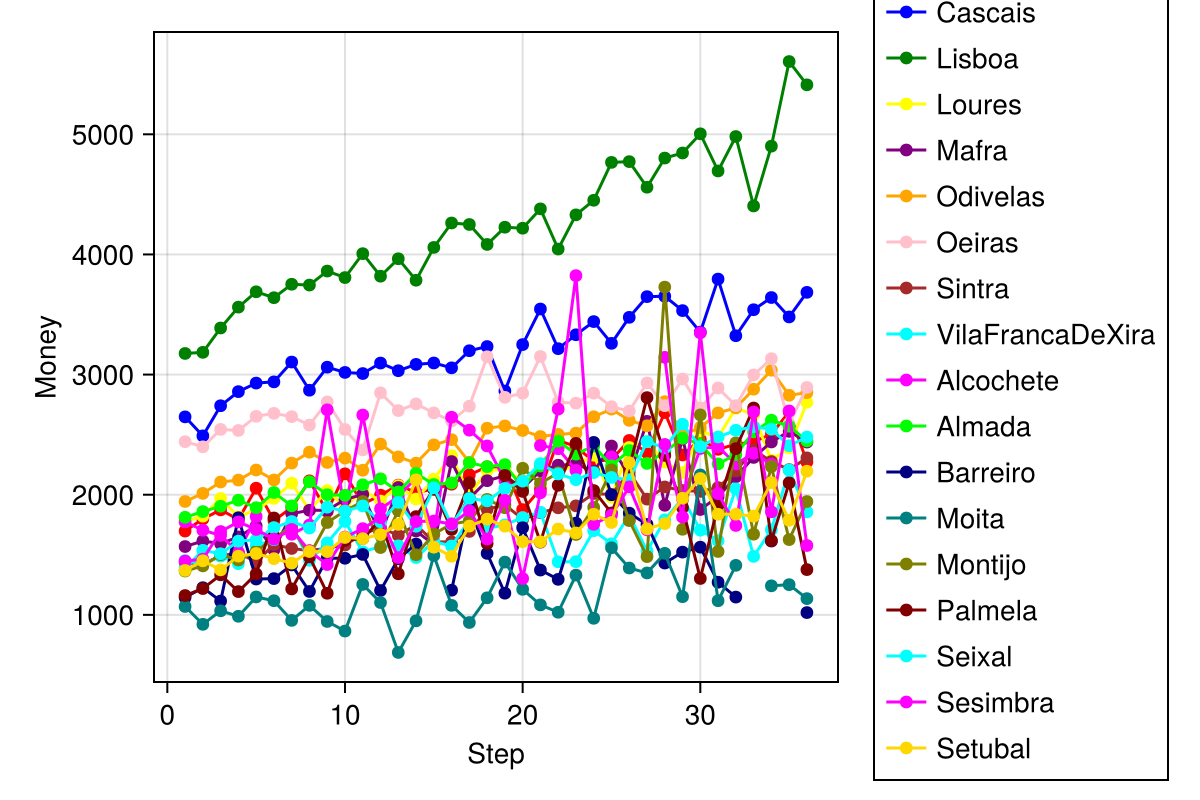 5000
4000
3000
2000
1000
Money
0
10
20
30
Step
Cascais
Lisboa
Loures
Mafra
Odivelas
Oeiras
Sintra
VilaFrancaDeXira
Alcochete
Almada
Barreiro
Moita
Montijo
Palmela
Seixal
Sesimbra
Setubal